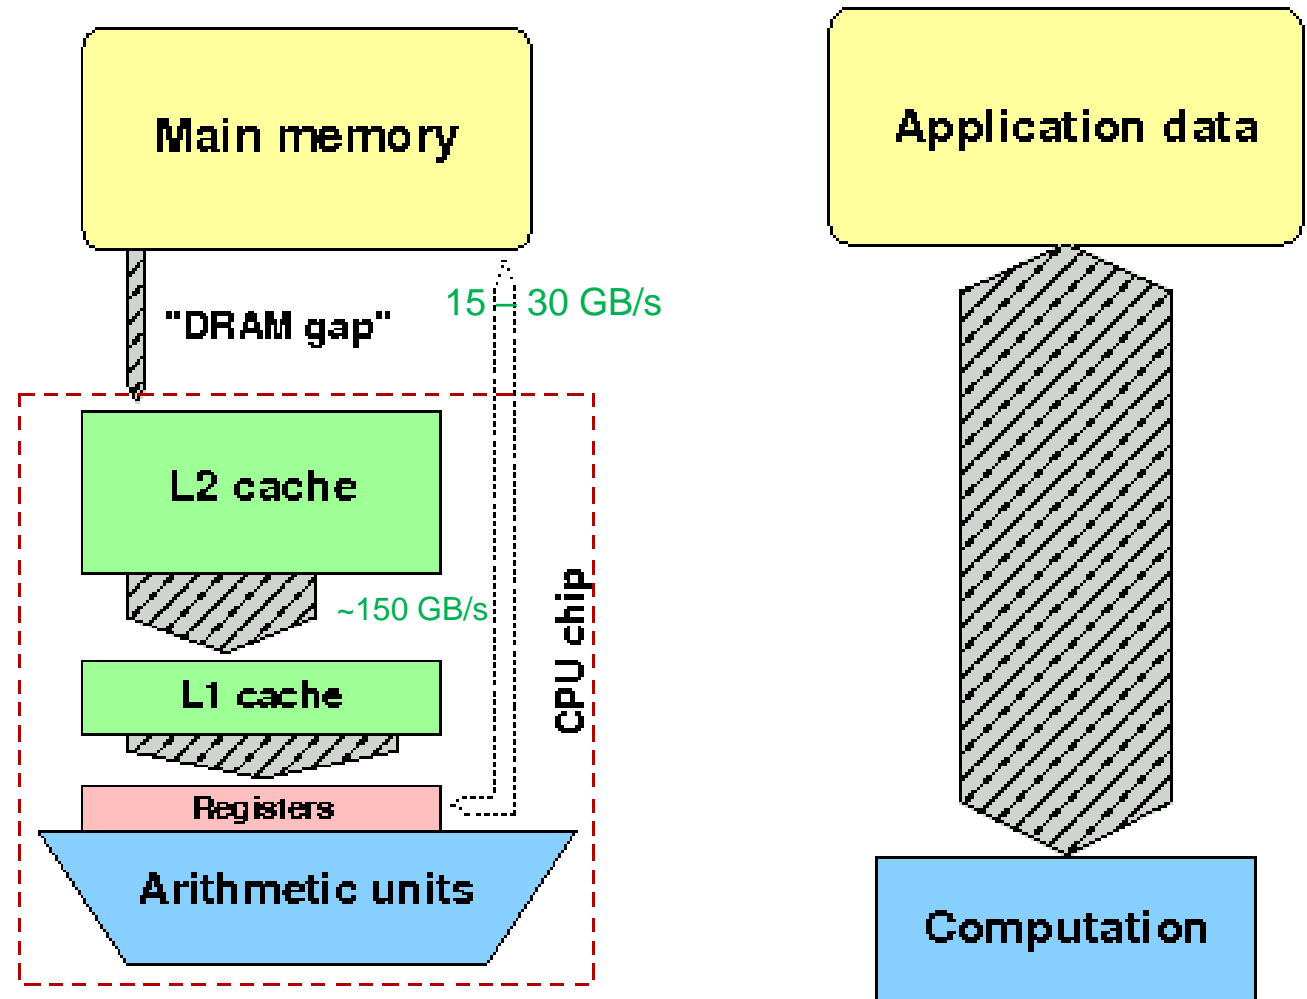 Main memory
"DRAM gap"
15 – 30 GB/s
L2 cache
~150 GB/s
CPU chip
L1 cache
Registers
Arithmetic units
Application data
Computation